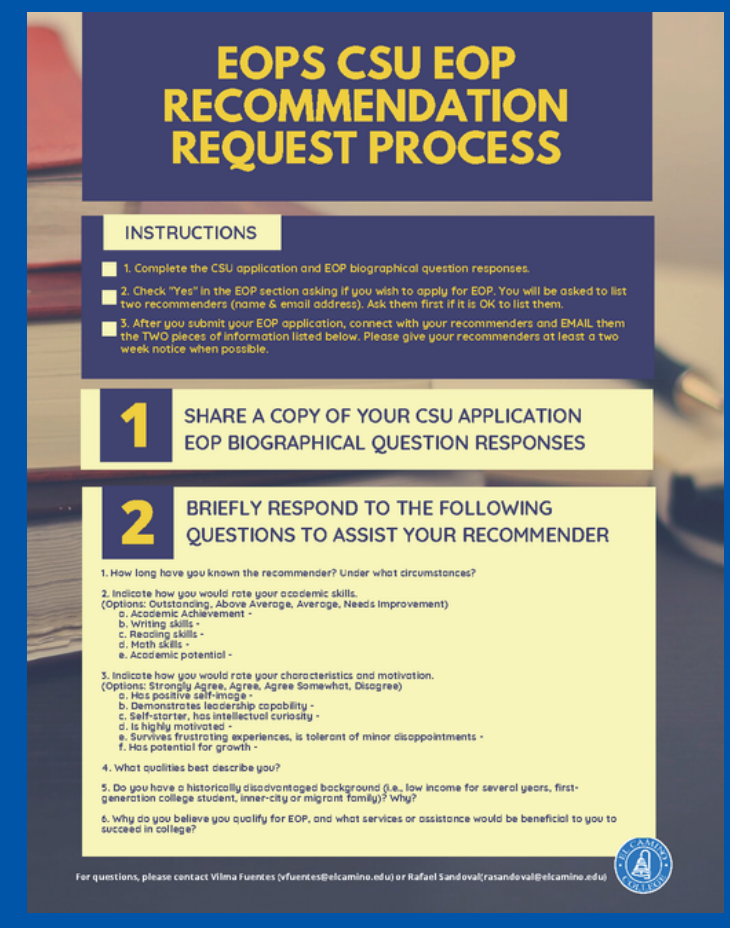 EOPS CSU EOP
RECOMMENDATION
REQUEST PROCESS
INSTRUCTIONS
1. Complete the CSU application and EOP biographical question responses.
2. Check "Yes" in the EOP section asking if you wish to apply for EOP. You will be asked to list
two recommenders (name & email address). Ask them first if it is OK to list them.
3. After you submit your EOP application, connect with your recommenders and EMAIL them
the TWO pieces of information listed below. Please give your recommenders at least a two
week notice when possible.
1
SHARE A COPY OF YOUR CSU APPLICATION
EOP BIOGRAPHICAL QUESTION RESPONSES
2
BRIEFLY RESPOND TO THE FOLLOWING
QUESTIONS TO ASSIST YOUR RECOMMENDER
1. How long have you known the recommender? Under what circumstances?
2. Indicate how you would rate your academic skills.
(Options: Outstanding, Above Average, Average, Needs Improvement)
a. Academic Achievement -
b. Writing skills -
c. Reading skills -
d. Math skills -
e. Academic potential -
3. Indicate how you would rate your characteristics and motivation.
(Options: Strongly Agree, Agree, Agree Somewhat, Disagree)
a. Has positive self-image -
b. Demonstrates leadership capability -
c. Self-starter, has intellectual curiosity -
d. Is highly motivated -
e. Survives frustrating experiences, is tolerant of minor disappointments -
f. Has potential for growth -
4. What qualities best describe you?
5. Do you have a historically disadvantaged background (i.e., low income for several years, first-
generation college student, inner-city or migrant family)? Why?
6. Why do you believe you qualify for EOP, and what services or assistance would be beneficial to you to
succeed in college?
EL CAMINO
COLLEGE
For questions, please contact Vilma Fuentes (vfuentes@elcamino.edu) or Rafael Sandoval(rasandoval@elcamino.edu)